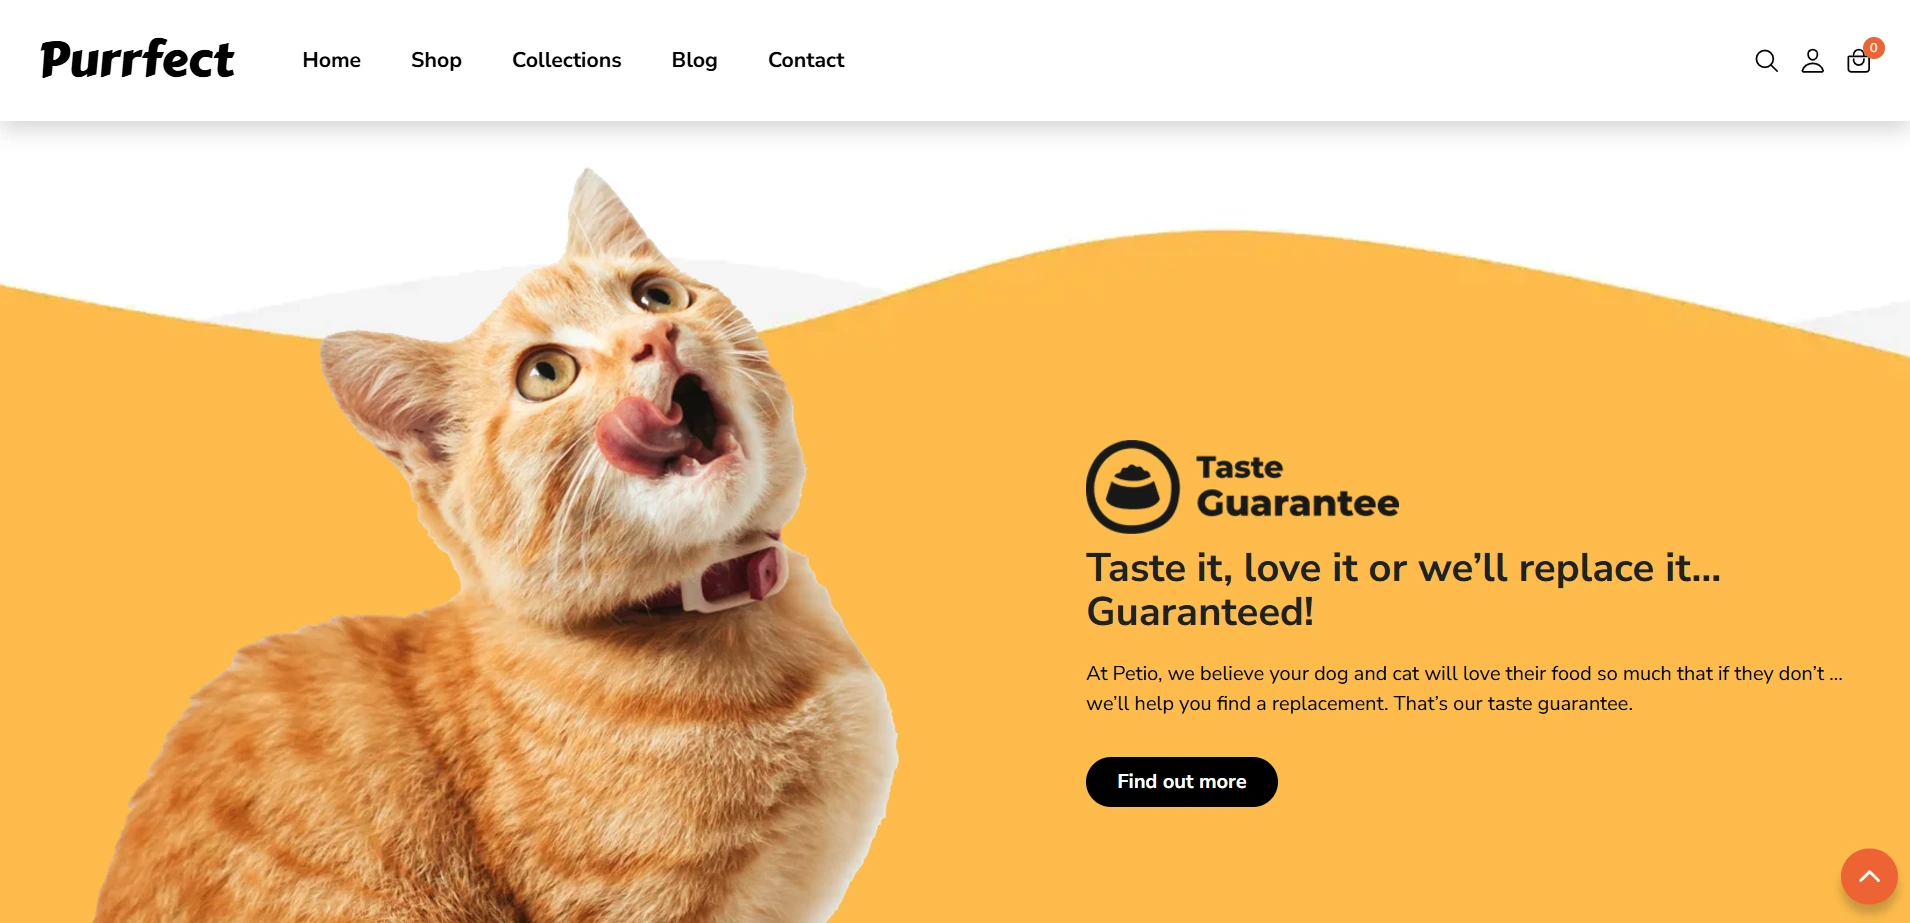 Purrfect
Home
Shop
Collections
Blog
Contact
0
Taste
Guarantee
Taste it, love it or we’ll replace it...
Guaranteed!
At Petio, we believe your dog and cat will love their food so much that if they don’t ...
we’ll help you find a replacement. That’s our taste guarantee.
Find out more